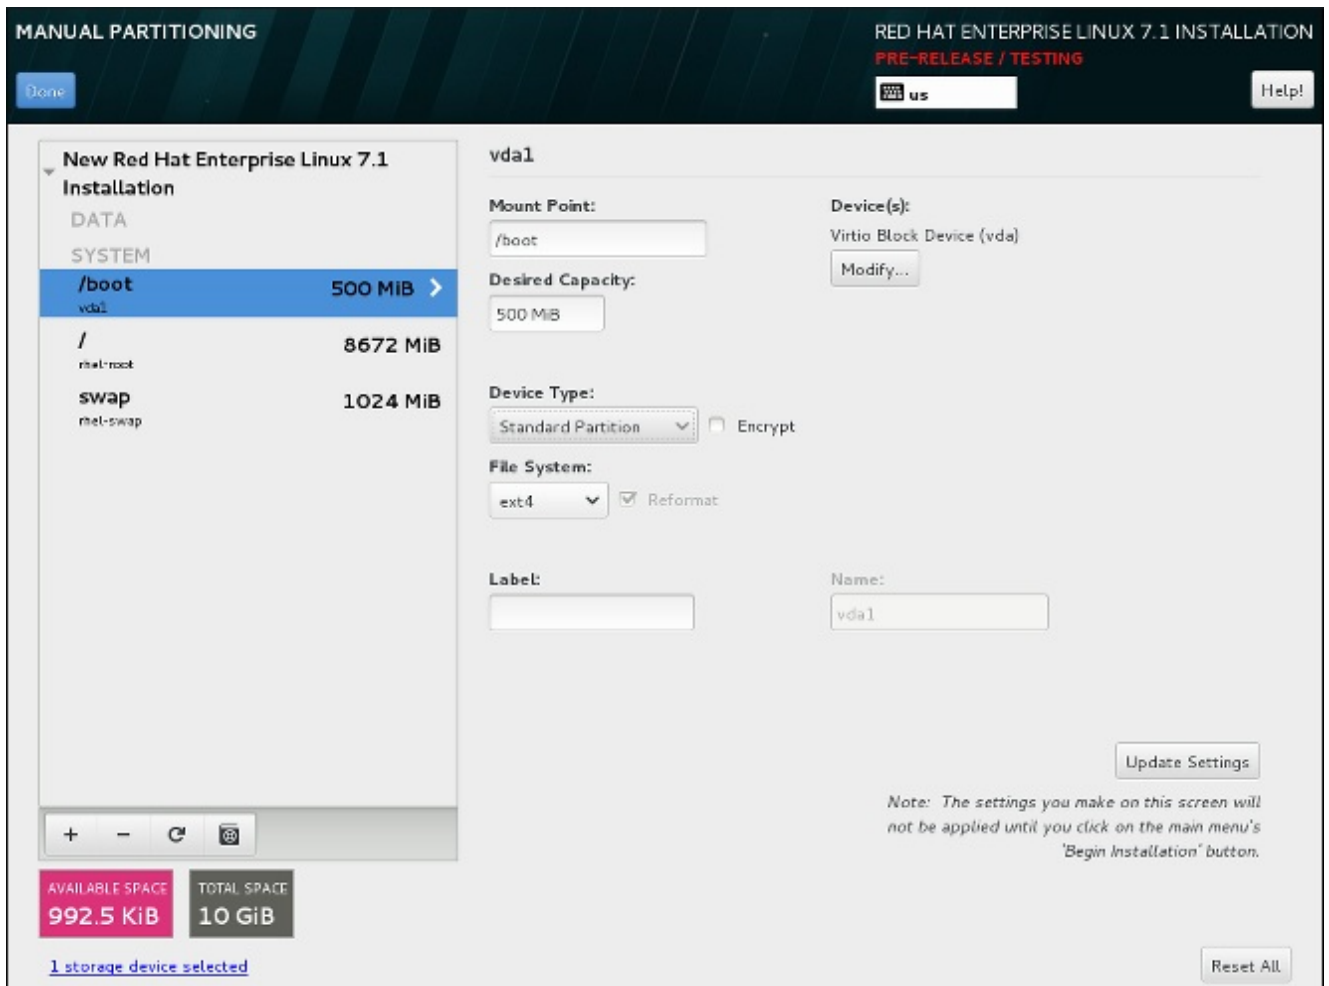 MANUAL PARTITIONING
RED HAT ENTERPRISE LINUX 7.1 INSTALLATION
PRE-RELEASE / TESTING
Done
us
Help!
New Red Hat Enterprise Linux 7.1
Installation
DATA
SYSTEM
/boot 500 MiB
vda1
/ 8672 MiB
rhel-root
swap 1024 MiB
rhel-swap
+ -
AVAILABLE SPACE
992.5 KiB
TOTAL SPACE
10 GiB
1 storage device selected
vda1
Mount Point:
/boot
Desired Capacity:
500 MiB
Device(s):
Virtio Block Device (vda)
Modify...
Device Type:
Standard Partition
Encrypt
File System:
ext4
Reformat
Label:
Name:
vda1
Update Settings
Note: The settings you make on this screen will
not be applied until you click on the main menu's
'Begin Installation' button.
Reset All